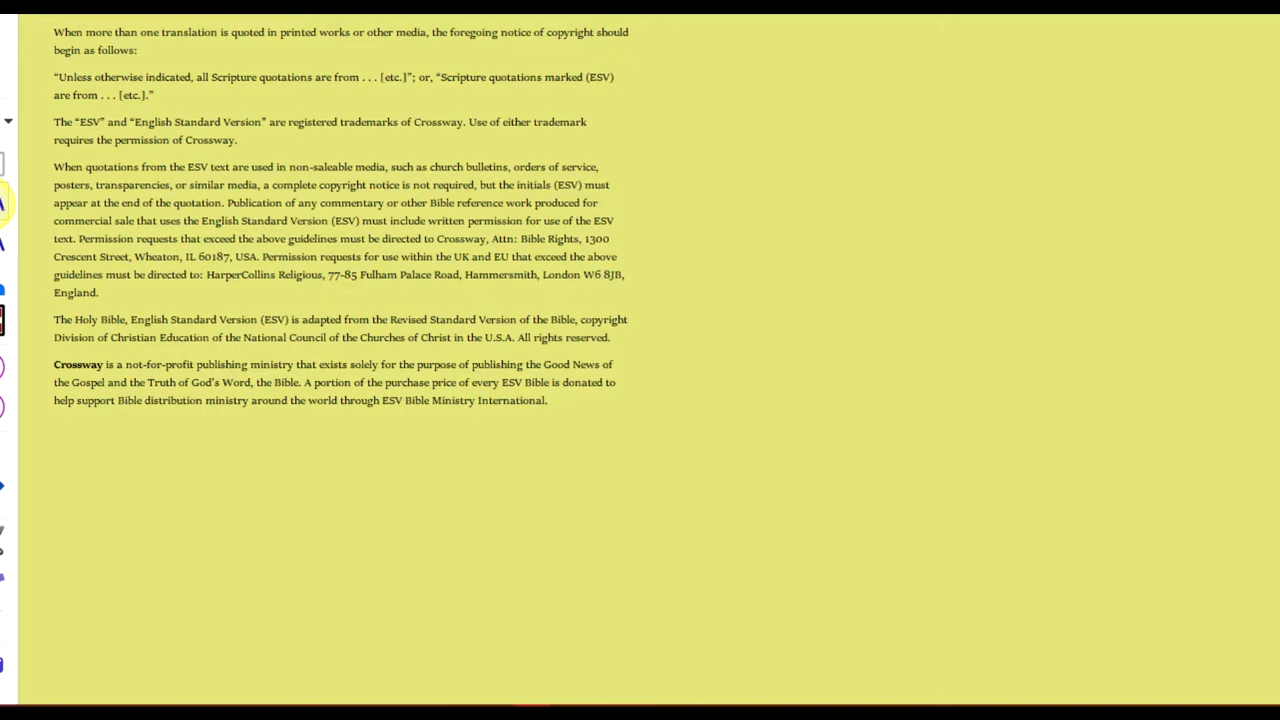 When more than one translation is quoted in printed works or other media, the foregoing notice of copyright should
begin as follows:
“Unless otherwise indicated, all Scripture quotations are from . . . [etc.]”; or, “Scripture quotations marked (ESV)
are from . . . [etc.].”
The “ESV” and “English Standard Version” are registered trademarks of Crossway. Use of either trademark
requires the permission of Crossway.
When quotations from the ESV text are used in non-saleable media, such as church bulletins, orders of service,
posters, transparencies, or similar media, a complete copyright notice is not required, but the initials (ESV) must
appear at the end of the quotation. Publication of any commentary or other Bible reference work produced for
commercial sale that uses the English Standard Version (ESV) must include written permission for use of the ESV
text. Permission requests that exceed the above guidelines must be directed to Crossway, Attn: Bible Rights, 1300
Crescent Street, Wheaton, IL 60187, USA. Permission requests for use within the UK and EU that exceed the above
guidelines must be directed to: HarperCollins Religious, 77-85 Fulham Palace Road, Hammersmith, London W6 8JB,
England.
The Holy Bible, English Standard Version (ESV) is adapted from the Revised Standard Version of the Bible, copyright
Division of Christian Education of the National Council of the Churches of Christ in the U.S.A. All rights reserved.
Crossway is a not-for-profit publishing ministry that exists solely for the purpose of publishing the Good News of
the Gospel and the Truth of God’s Word, the Bible. A portion of the purchase price of every ESV Bible is donated to
help support Bible distribution ministry around the world through ESV Bible Ministry International.